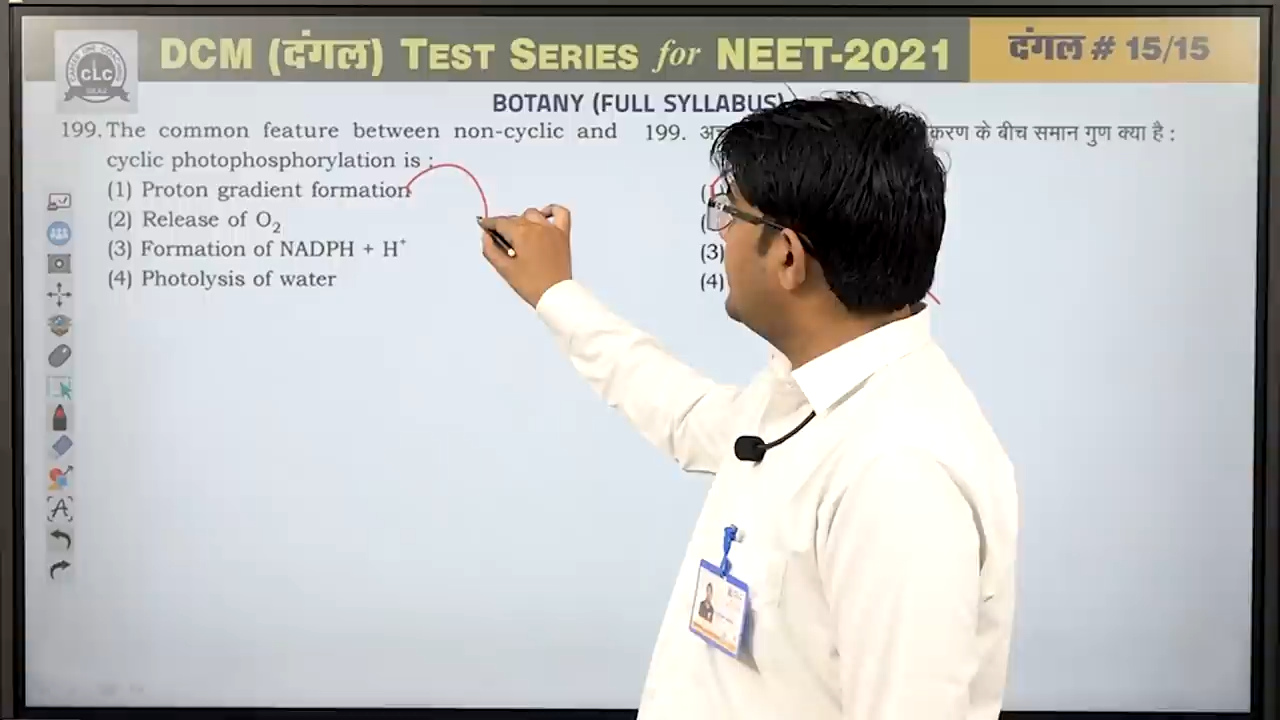 DCM (दंगल) TEST SERIES for NEET-2021
दंगल # 15/15
CLC
BOTANY (FULL SYLLABUS)
199. The common feature between non-cyclic and
cyclic photophosphorylation is :
(1) Proton gradient formation
(2) Release of O₂
(3) Formation of NADPH + H⁺
(4) Photolysis of water
199.
करण के बीच समान गुण क्या है :
(3)
(4)